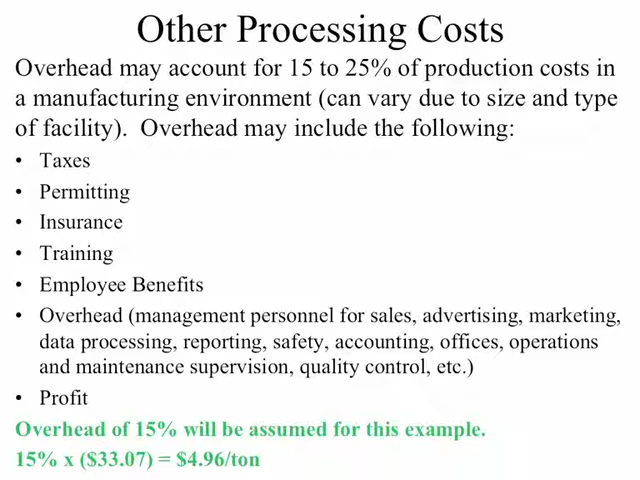 Other Processing Costs
Overhead may account for 15 to 25% of production costs in
a manufacturing environment (can vary due to size and type
of facility).  Overhead may include the following:
• Taxes
• Permitting
• Insurance
• Training
• Employee Benefits
• Overhead (management personnel for sales, advertising, marketing,
data processing, reporting, safety, accounting, offices, operations
and maintenance supervision, quality control, etc.)
• Profit
Overhead of 15% will be assumed for this example.
15% x ($33.07) = $4.96/ton